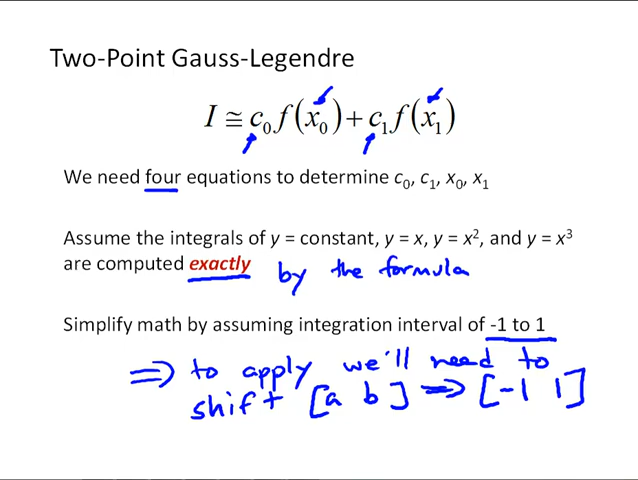 Two-Point Gauss-Legendre
I ≅ c₀ f(x₀) + c₁ f(x₁)
We need four equations to determine c₀, c₁, x₀, x₁
Assume the integrals of y = constant, y = x, y = x², and y = x³
are computed exactly by the formula
Simplify math by assuming integration interval of -1 to 1
⇒ to apply we'll need to
shift [a b] ⇒ [-1 1]